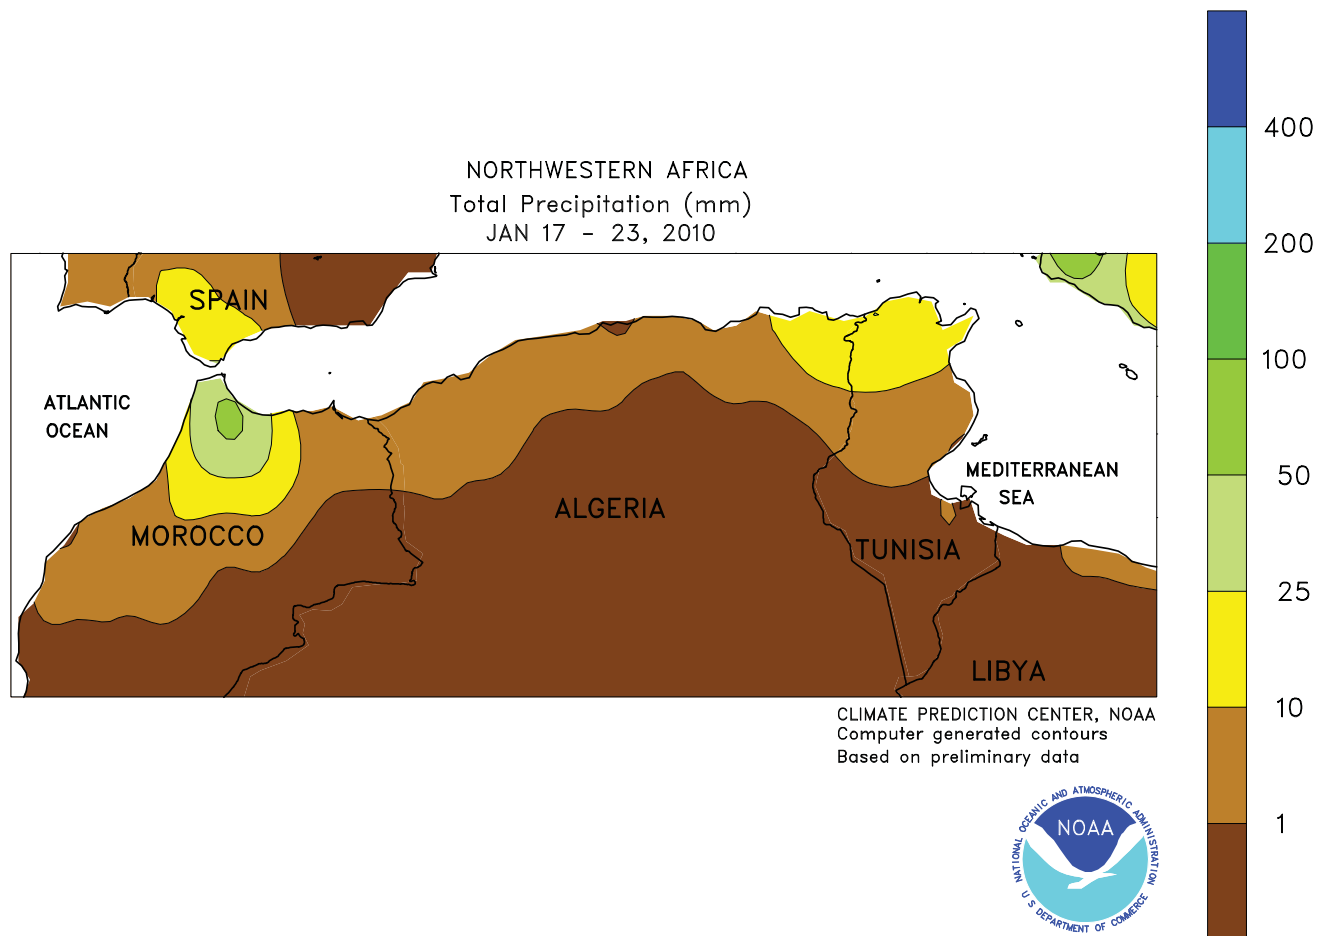 NORTHWESTERN AFRICA
Total Precipitation (mm)
JAN 17 - 23, 2010
SPAIN
ATLANTIC
OCEAN
MEDITERRANEAN
SEA
MOROCCO
ALGERIA
TUNISIA
LIBYA
400
200
100
50
25
10
1
CLIMATE PREDICTION CENTER, NOAA
Computer generated contours
Based on preliminary data
NATIONAL OCEANIC AND ATMOSPHERIC ADMINISTRATION
NOAA
U S DEPARTMENT OF COMMERCE